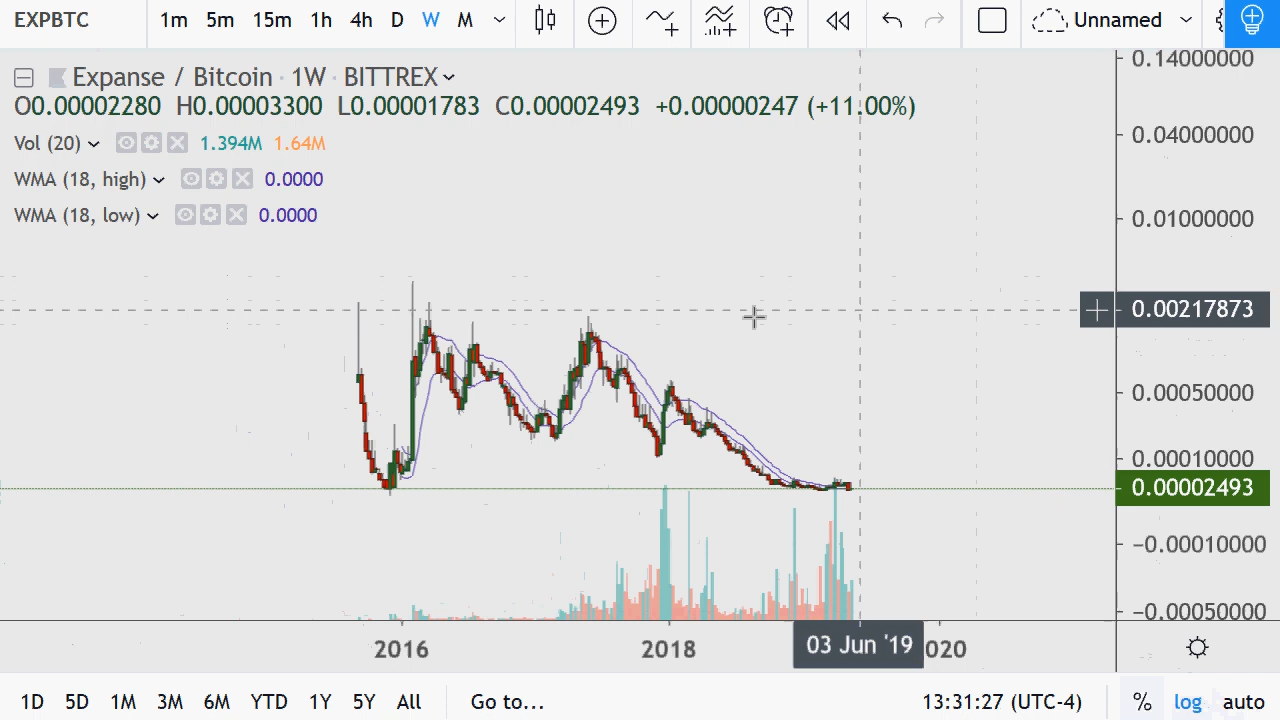 EXPBTC 1m 5m 15m 1h 4h D W M Unnamed
Expanse / Bitcoin · 1W · BITTREX
O0.00002280 H0.00003300 L0.00001783 C0.00002493 +0.00000247 (+11.00%)
Vol (20) 1.394M 1.64M
WMA (18, high) 0.0000
WMA (18, low) 0.0000
0.14000000
0.04000000
0.01000000
0.00217873
0.00050000
0.00010000
0.00002493
−0.00010000
−0.00050000
2016 2018 03 Jun '19 020
1D 5D 1M 3M 6M YTD 1Y 5Y All Go to... 13:31:27 (UTC-4) % log auto